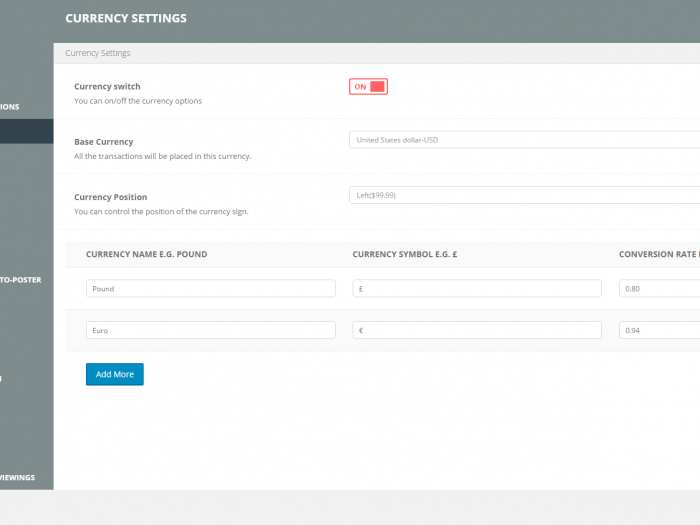 CURRENCY SETTINGS
Currency Settings
Currency switch
ON
You can on/off the currency options
IONS
Base Currency
United States dollar-USD
All the transactions will be placed in this currency.
Currency Position
Left($99.99)
You can control the position of the currency sign.
CURRENCY NAME E.G. POUND CURRENCY SYMBOL E.G. £ CONVERSION RATE
TO-POSTER
Pound £ 0.80
Euro € 0.94
Add More
VIEWINGS